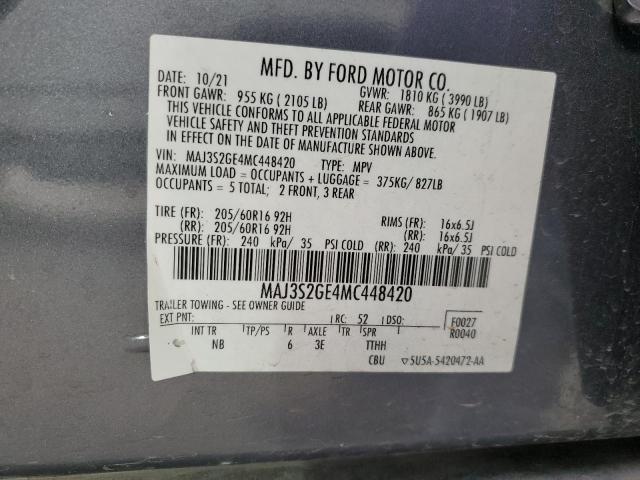 MFD. BY FORD MOTOR CO.
DATE: 10/21 GVWR: 1810 KG ( 3990 LB)
FRONT GAWR: 955 KG ( 2105 LB) REAR GAWR: 865 KG ( 1907 LB)
THIS VEHICLE CONFORMS TO ALL APPLICABLE FEDERAL MOTOR
VEHICLE SAFETY AND THEFT PREVENTION STANDARDS
IN EFFECT ON THE DATE OF MANUFACTURE SHOWN ABOVE.
VIN: MAJ3S2GE4MC448420 TYPE: MPV
MAXIMUM LOAD = OCCUPANTS + LUGGAGE = 375KG/ 827LB
OCCUPANTS = 5 TOTAL; 2 FRONT, 3 REAR
TIRE (FR): 205/60R16 92H RIMS (FR): 16x6.5J
(RR): 205/60R16 92H (RR): 16x6.5J
PRESSURE (FR): 240 kPa/ 35 PSI COLD (RR): 240 kPa/ 35 PSI COLD
MAJ3S2GE4MC448420
TRAILER TOWING - SEE OWNER GUIDE
EXT PNT: RC: 52 DSO: F0027
R0040
INT TR TP/PS R AXLE TR SPR
NB 6 3E TTHH
CBU 5U5A-5420472-AA